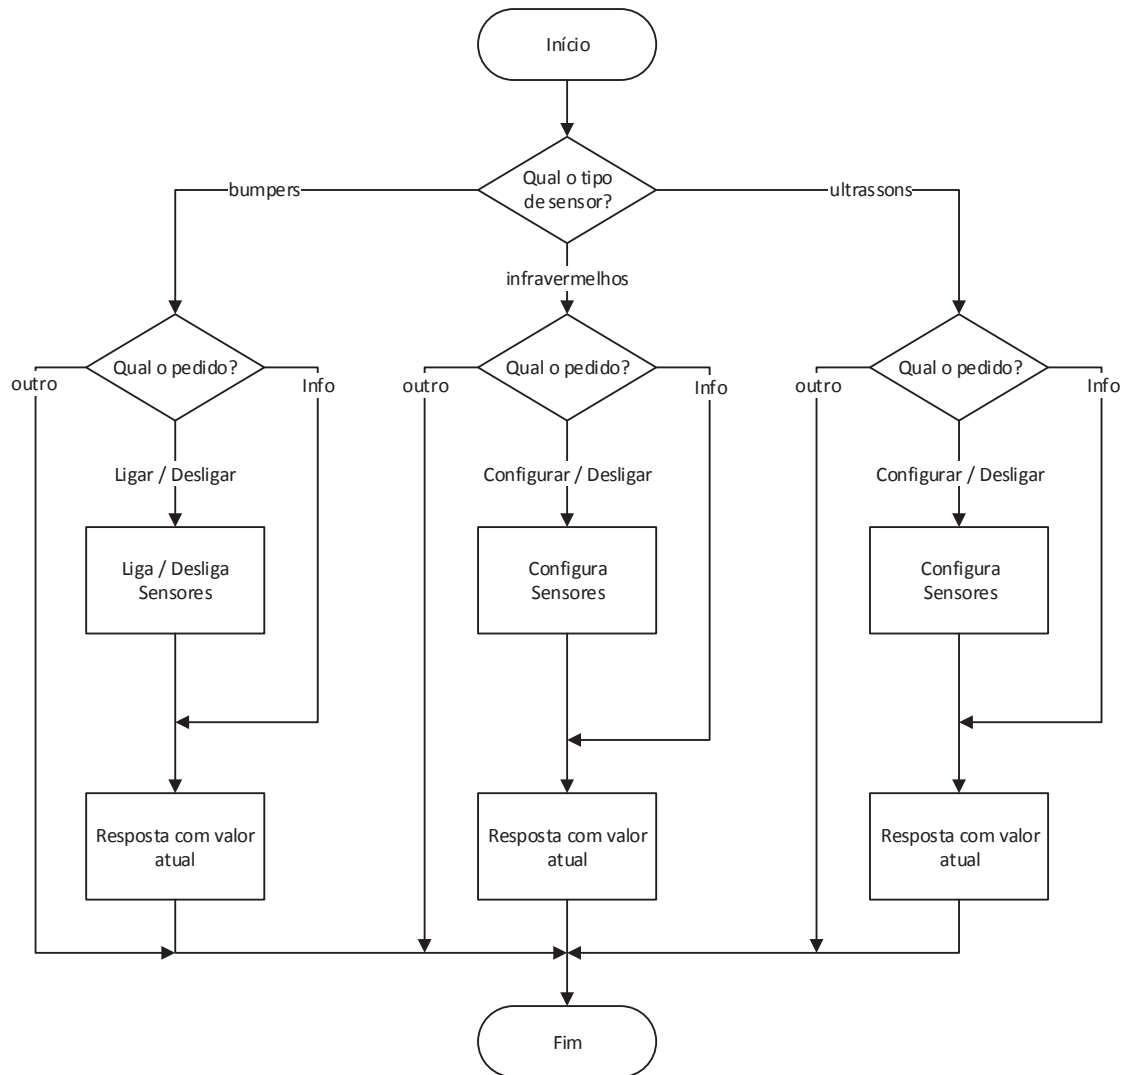 Início
Qual o tipo
de sensor?
bumpers
ultrassons
infravermelhos
Qual o pedido?
outro
Info
Qual o pedido?
outro
Info
Qual o pedido?
outro
Info
Ligar / Desligar
Configurar / Desligar
Configurar / Desligar
Liga / Desliga
Sensores
Configura
Sensores
Configura
Sensores
Resposta com valor
atual
Resposta com valor
atual
Resposta com valor
atual
Fim